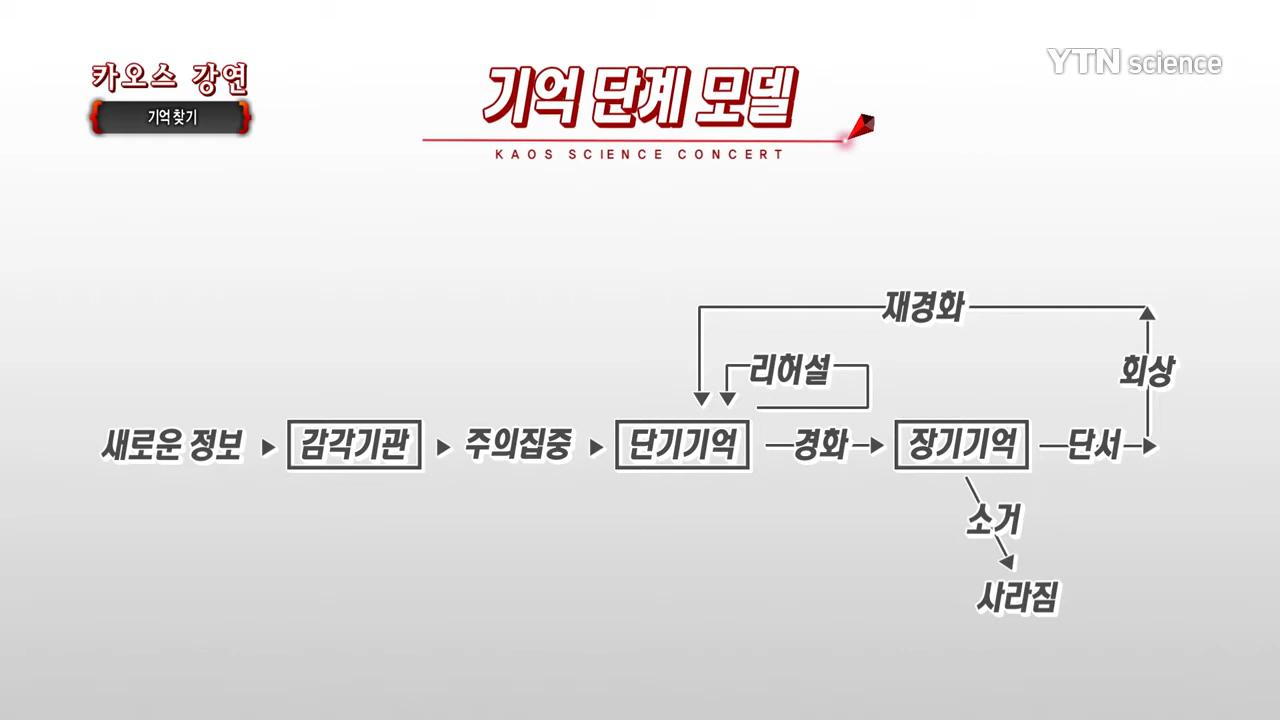 카오스 강연
기억 찾기
기억 단계 모델
KAOS SCIENCE CONCERT
YTN science
재경화
리허설
회상
새로운 정보
감각기관
주의집중
단기기억
경화
장기기억
단서
소거
사라짐